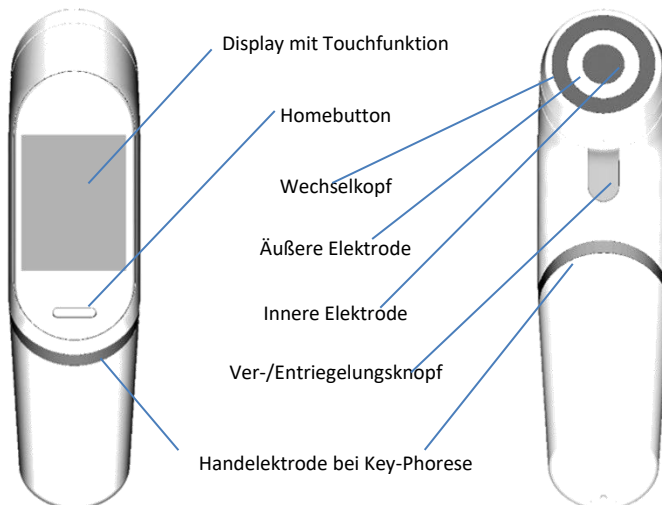 Display mit Touchfunktion
Homebutton
Wechselkopf
Äußere Elektrode
Innere Elektrode
Ver-/Entriegelungsknopf
Handelektrode bei Key-Phorese